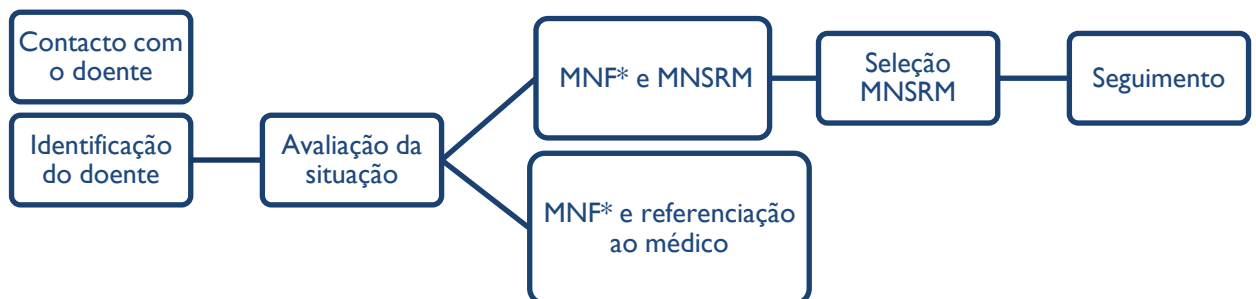 Contacto com
o doente
Identificação
do doente
Avaliação da
situação
MNF* e MNSRM
MNF* e referenciação
ao médico
Seleção
MNSRM
Seguimento